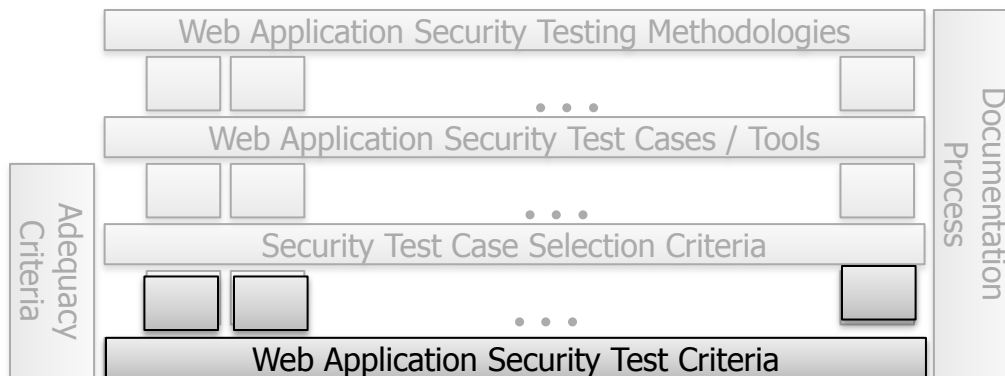 Web Application Security Testing Methodologies
. . .
Web Application Security Test Cases / Tools
. . .
Security Test Case Selection Criteria
. . .
Web Application Security Test Criteria
Adequacy
Criteria
Documentation
Process